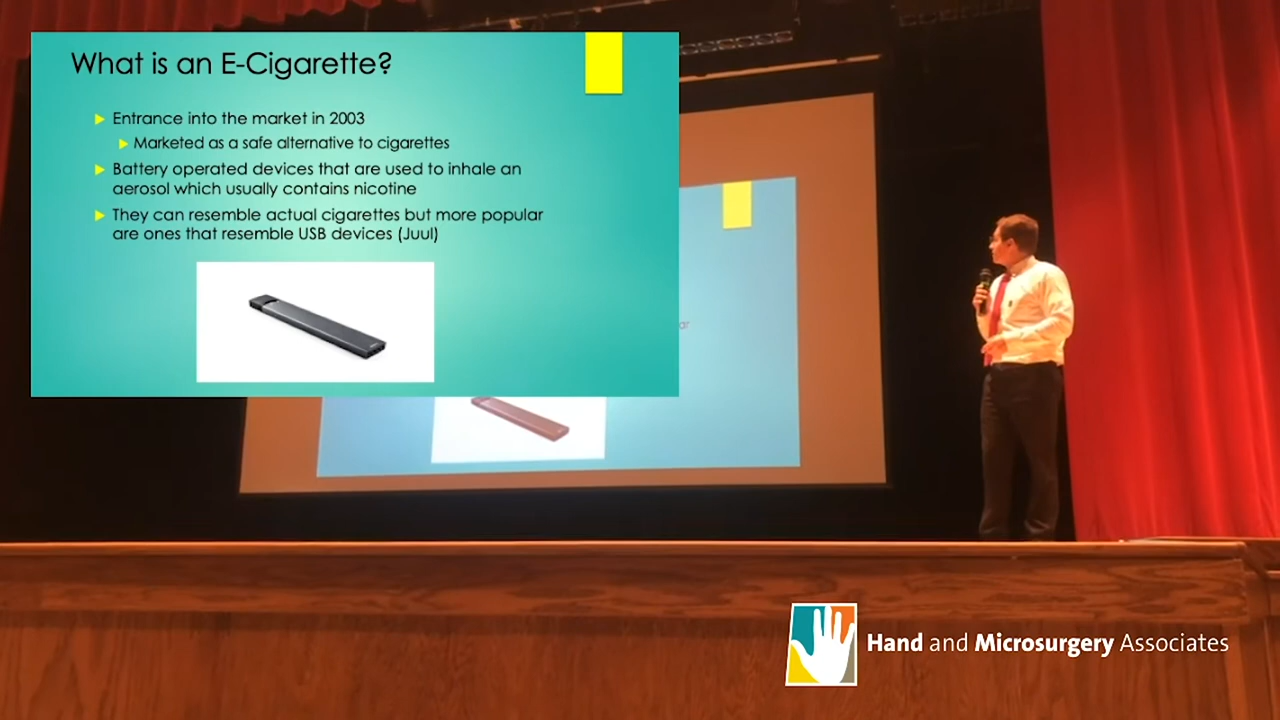 What is an E-Cigarette?
Entrance into the market in 2003
Marketed as a safe alternative to cigarettes
Battery operated devices that are used to inhale an
aerosol which usually contains nicotine
They can resemble actual cigarettes but more popular
are ones that resemble USB devices (Juul)
ar
Hand and Microsurgery Associates